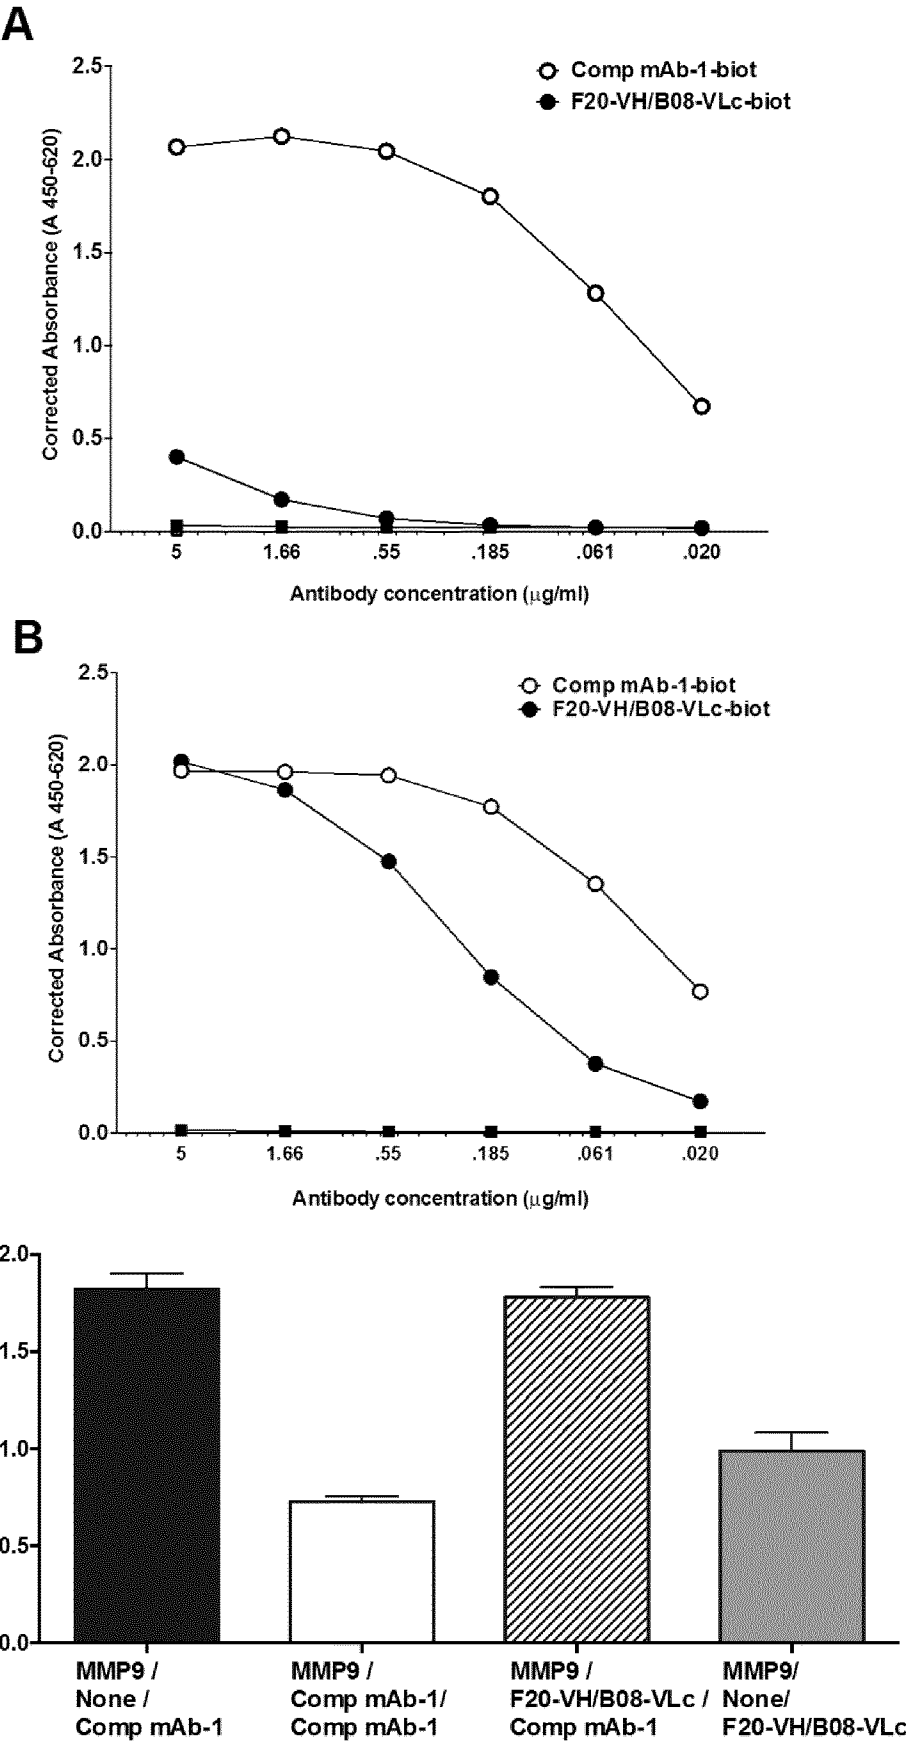 A
2.5
Comp mAb-1-biot
F20-VH/B08-VLc-biot
2.0
1.5
1.0
0.5
0.0
Corrected Absorbance (A 450-620)
5 1.66 .55 .185 .061 .020
Antibody concentration (μg/ml)
B
2.5
Comp mAb-1-biot
F20-VH/B08-VLc-biot
2.0
1.5
1.0
0.5
0.0
Corrected Absorbance (A 450-620)
5 1.66 .55 .185 .061 .020
Antibody concentration (μg/ml)
2.0
1.5
1.0
0.5
0.0
MMP9 /
None /
Comp mAb-1
MMP9 /
Comp mAb-1/
Comp mAb-1
MMP9 /
F20-VH/B08-VLc /
Comp mAb-1
MMP9/
None/
F20-VH/B08-VLc